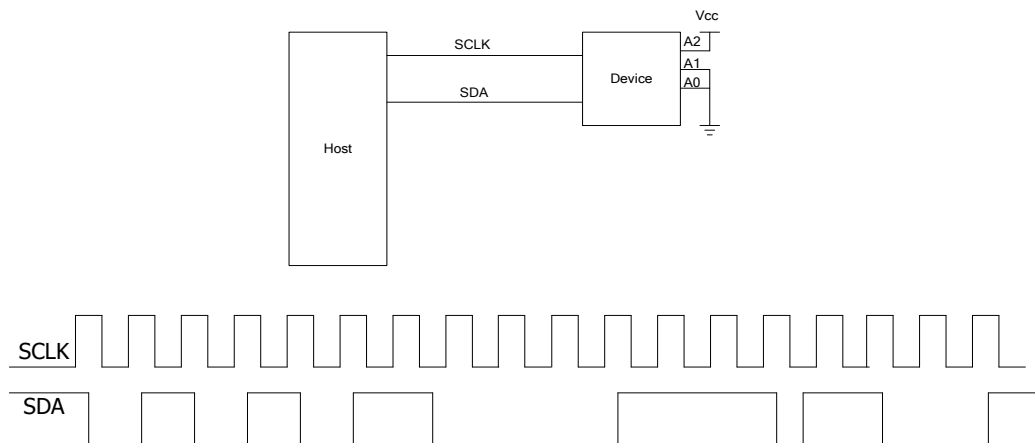 Vcc
SCLK
A2
A1
Device
A0
SDA
Host
SCLK
SDA